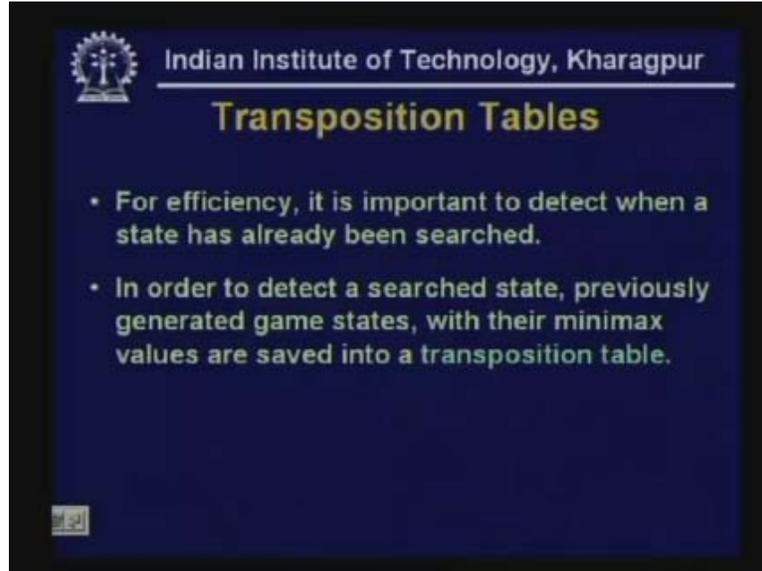 Indian Institute of Technology, Kharagpur
Transposition Tables
• For efficiency, it is important to detect when a
state has already been searched.
• In order to detect a searched state, previously
generated game states, with their minimax
values are saved into a transposition table.